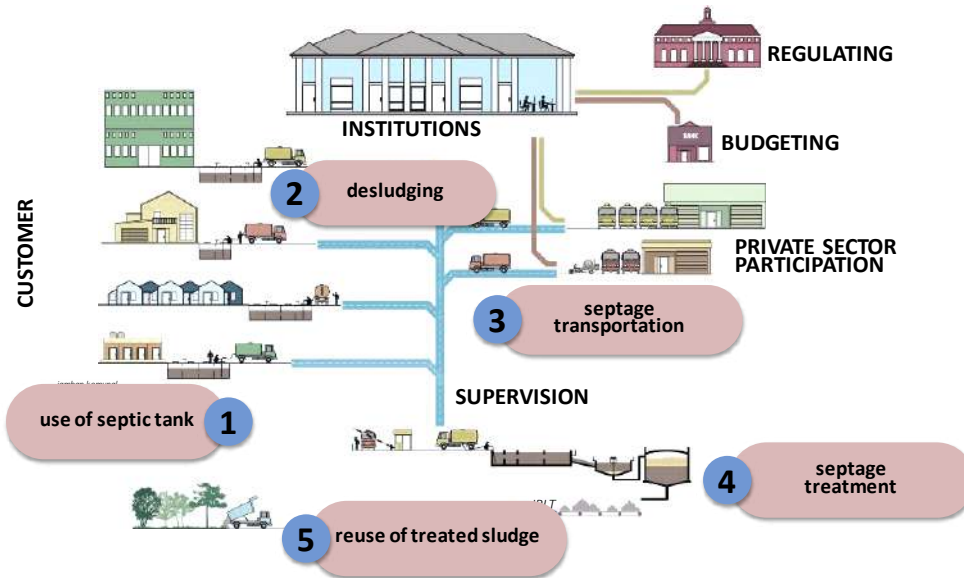 REGULATING
INSTITUTIONS
BANK
BUDGETING
2
desludging
CUSTOMER
PRIVATE SECTOR
PARTICIPATION
3
septage
transportation
SUPERVISION
use of septic tank
1
4
septage
treatment
5
reuse of treated sludge